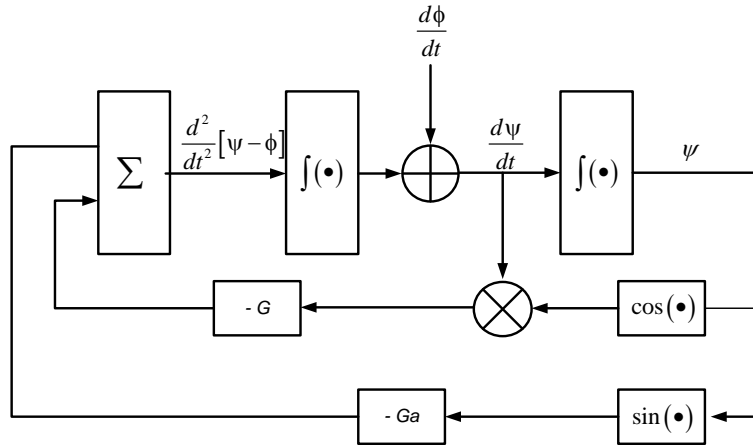 dϕ/dt
∑
d²/dt² [ψ − ϕ]
∫(•)
dψ/dt
∫(•)
ψ
- G
cos(•)
- Ga
sin(•)